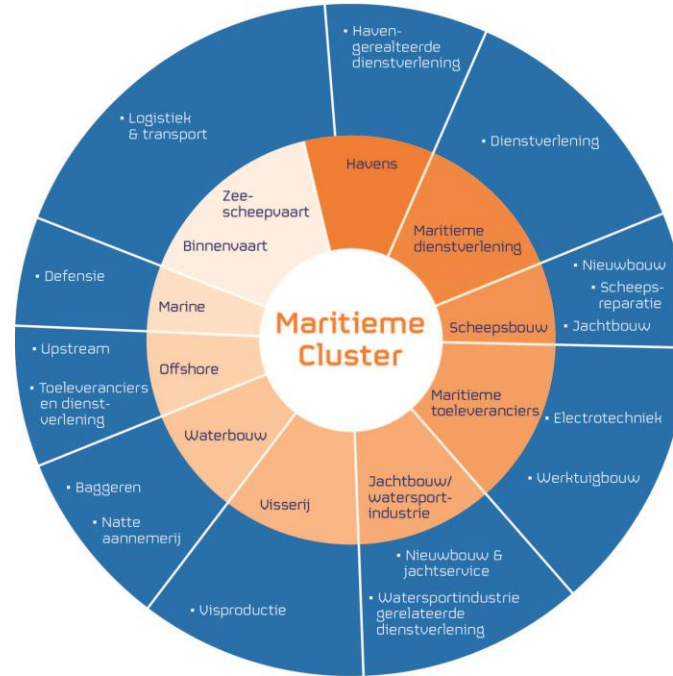 • Haven-
gerealteerde
dienstverlening
• Dienstverlening
• Nieuwbouw
• Scheeps-
reparatie
• Jachtbouw
• Electrotechniek
• Werktuigbouw
• Nieuwbouw &
jachtservice
• Watersportindustrie
gerelateerde
dienstverlening
• Visproductie
• Baggeren
• Natte
aannemerij
• Upstream
• Toeleveranciers
en dienst-
verlening
• Defensie
• Logistiek
& transport
Havens
Maritieme
dienstverlening
Scheepsbouw
Maritieme
toeleveranciers
Jachtbouw/
watersport-
industrie
Visserij
Waterbouw
Offshore
Marine
Binnenvaart
Zee-
scheepvaart
Maritieme
Cluster